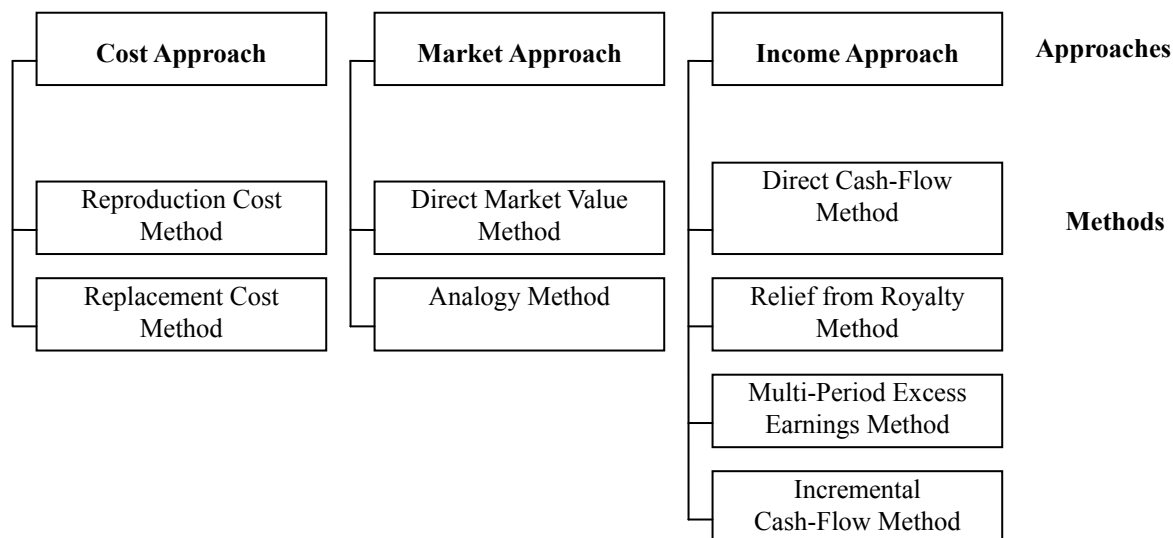 Cost Approach
Market Approach
Income Approach
Approaches
Reproduction Cost
Method
Direct Market Value
Method
Direct Cash-Flow
Method
Methods
Replacement Cost
Method
Analogy Method
Relief from Royalty
Method
Multi-Period Excess
Earnings Method
Incremental
Cash-Flow Method